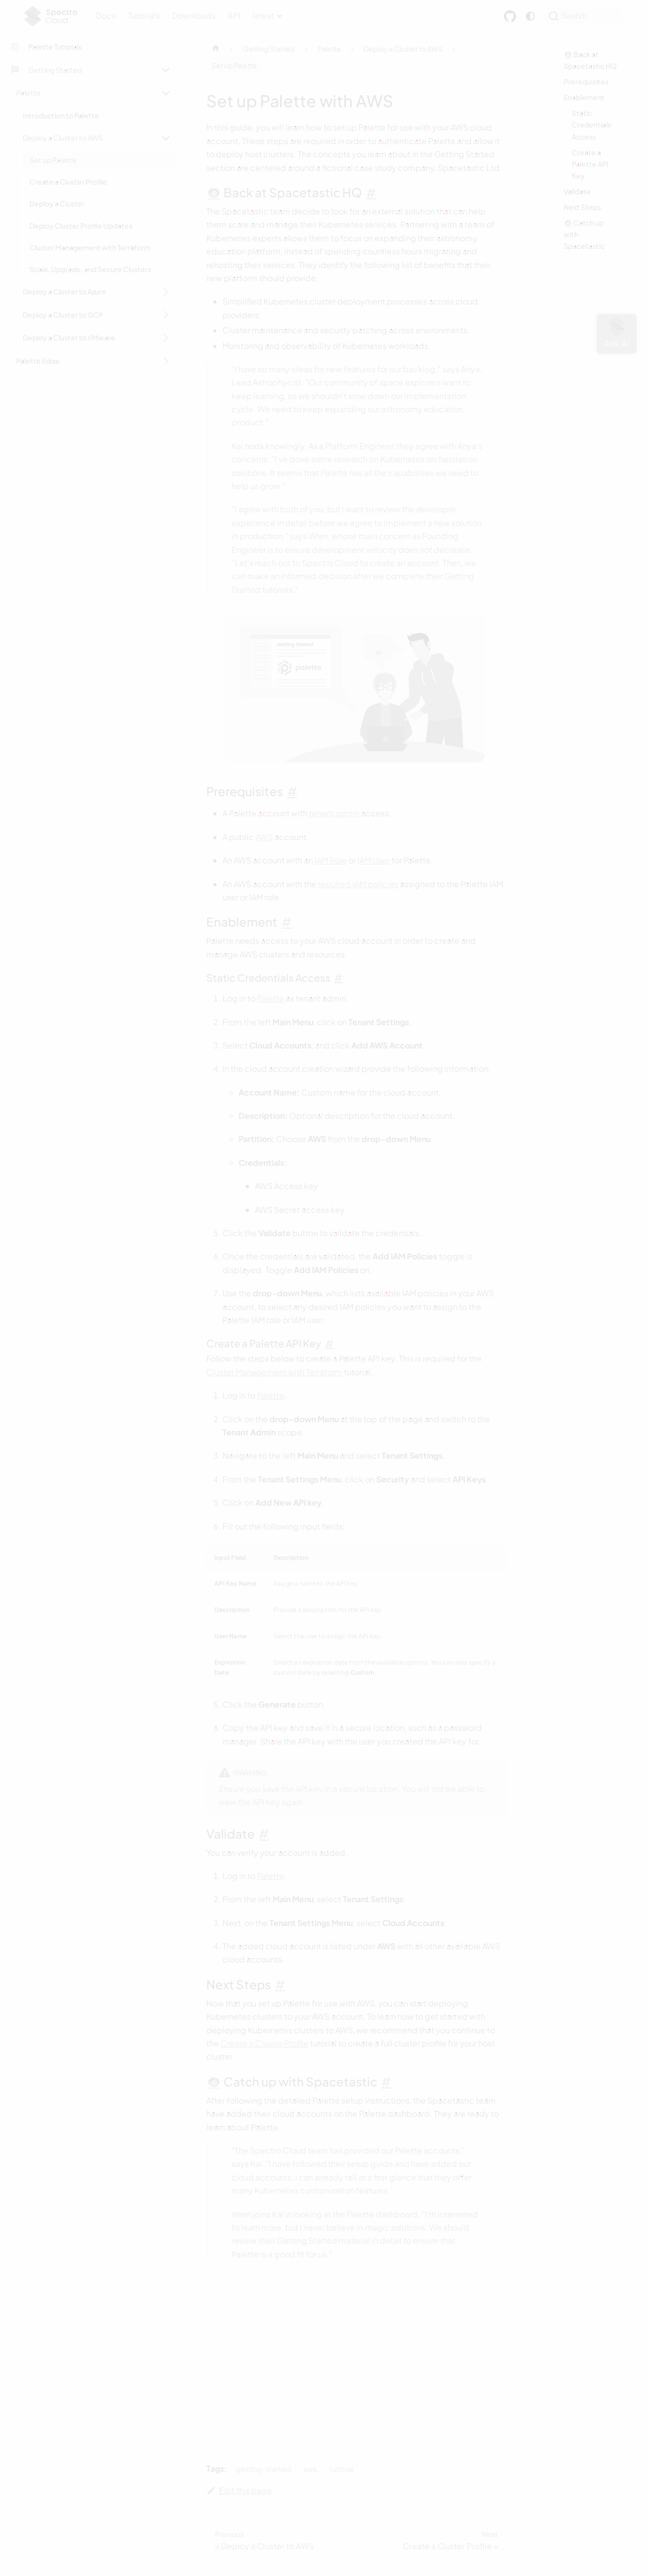 Spectro Cloud
Docs Tutorials Downloads API latest
Search
Palette Tutorials
Getting Started
Palette
Introduction to Palette
Deploy a Cluster to AWS
Set up Palette
Create a Cluster Profile
Deploy a Cluster
Deploy Cluster Profile Updates
Cluster Management with Terraform
Scale, Upgrade, and Secure Clusters
Deploy a Cluster to Azure
Deploy a Cluster to GCP
Deploy a Cluster to VMware
Palette Edge
Getting Started Palette Deploy a Cluster to AWS
Set up Palette
Set up Palette with AWS
In this guide, you will learn how to set up Palette for use with your AWS cloud
account. These steps are required in order to authenticate Palette and allow it
to deploy host clusters. The concepts you learn about in the Getting Started
section are centered around a fictional case study company, Spacetastic Ltd.
Back at Spacetastic HQ #
The Spacetastic team decide to look for an external solution that can help
them scale and manage their Kubernetes services. Partnering with a team of
Kubernetes experts allows them to focus on expanding their astronomy
education platform, instead of spending countless hours migrating and
rehosting their services. They identify the following list of benefits that their
new platform should provide.
Simplified Kubernetes cluster deployment processes across cloud
providers.
Cluster maintenance and security patching across environments.
Monitoring and observability of Kubernetes workloads.
"I have so many ideas for new features for our backlog," says Anya,
Lead Astrophysicist. "Our community of space explorers want to
keep learning, so we shouldn't slow down our implementation
cycle. We need to keep expanding our astronomy education
product."
Kai nods knowingly. As a Platform Engineer, they agree with Anya's
concerns. "I've done some research on Kubernetes orchestration
solutions. It seems that Palette has all the capabilities we need to
help us grow."
"I agree with both of you, but I want to review the developer
experience in detail before we agree to implement a new solution
in production," says Wren, whose main concern as Founding
Engineer is to ensure development velocity does not decrease.
"Let's reach out to Spectro Cloud to create an account. Then, we
can make an informed decision after we complete their Getting
Started tutorials."
Getting Started
palette
Prerequisites #
A Palette account with tenant admin access.
A public AWS account.
An AWS account with an IAM Role or IAM User for Palette.
An AWS account with the required IAM policies assigned to the Palette IAM
user or IAM role.
Enablement #
Palette needs access to your AWS cloud account in order to create and
manage AWS clusters and resources.
Static Credentials Access #
1. Log in to Palette as tenant admin.
2. From the left Main Menu, click on Tenant Settings.
3. Select Cloud Accounts, and click Add AWS Account.
4. In the cloud account creation wizard provide the following information:
Account Name: Custom name for the cloud account.
Description: Optional description for the cloud account.
Partition: Choose AWS from the drop-down Menu.
Credentials:
AWS Access key
AWS Secret access key
5. Click the Validate button to validate the credentials.
6. Once the credentials are validated, the Add IAM Policies toggle is
displayed. Toggle Add IAM Policies on.
7. Use the drop-down Menu, which lists available IAM policies in your AWS
account, to select any desired IAM policies you want to assign to the
Palette IAM role or IAM user.
Create a Palette API Key #
Follow the steps below to create a Palette API key. This is required for the
Cluster Management with Terraform tutorial.
1. Log in to Palette.
2. Click on the drop-down Menu at the top of the page and switch to the
Tenant Admin scope.
3. Navigate to the left Main Menu and select Tenant Settings.
4. From the Tenant Settings Menu, click on Security and select API Keys.
5. Click on Add New API key.
6. Fill out the following input fields:
Input Field Description
API Key Name Assign a name to the API key.
Description Provide a description for the API key.
User Name Select the user to assign the API key.
Expiration Date Select an expiration date from the available options. You can also specify a
custom date by selecting Custom.
5. Click the Generate button.
6. Copy the API key and save it in a secure location, such as a password
manager. Share the API key with the user you created the API key for.
WARNING
Ensure you save the API key in a secure location. You will not be able to
view the API key again.
Validate #
You can verify your account is added.
1. Log in to Palette.
2. From the left Main Menu, select Tenant Settings.
3. Next, on the Tenant Settings Menu, select Cloud Accounts.
4. The added cloud account is listed under AWS with all other available AWS
cloud accounts.
Next Steps #
Now that you set up Palette for use with AWS, you can start deploying
Kubernetes clusters to your AWS account. To learn how to get started with
deploying Kubernetes clusters to AWS, we recommend that you continue to
the Create a Cluster Profile tutorial to create a full cluster profile for your host
cluster.
Catch up with Spacetastic #
After following the detailed Palette setup instructions, the Spacetastic team
have added their cloud accounts on the Palette dashboard. They are ready to
learn about Palette.
"The Spectro Cloud team has provided our Palette accounts,"
says Kai. "I have followed their setup guide and have added our
cloud accounts. I can already tell at a first glance that they offer
many Kubernetes customization features."
Wren joins Kai in looking at the Palette dashboard. "I'm interested
to learn more, but I never believe in magic solutions. We should
review their Getting Started material in detail to ensure that
Palette is a good fit for us."
Tags: getting-started aws tutorial
Edit this page
Previous
« Deploy a Cluster to AWS
Next
Create a Cluster Profile »
Back at
Spacetastic HQ
Prerequisites
Enablement
Static
Credentials
Access
Create a
Palette API
Key
Validate
Next Steps
Catch up
with
Spacetastic
Ask AI